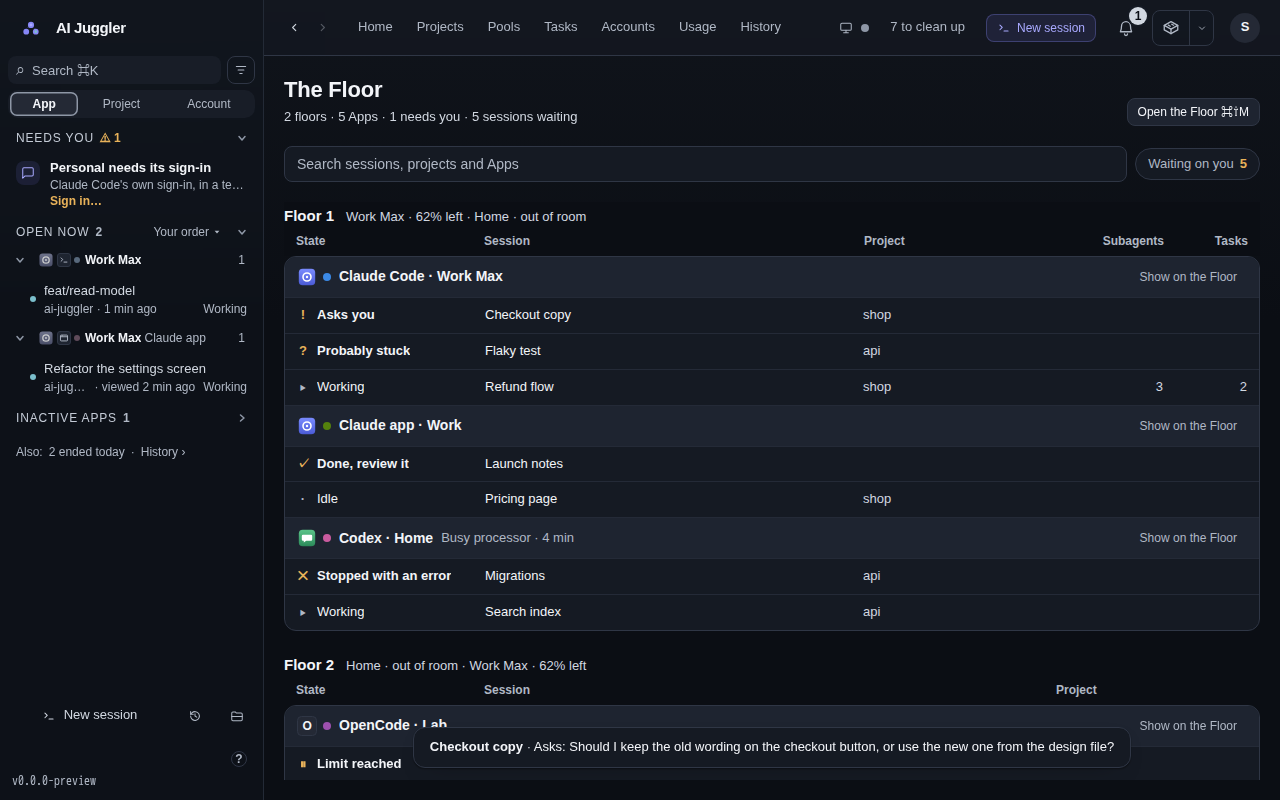 AI Juggler
Search ⌘K
App Project Account
NEEDS YOU 1
Personal needs its sign-in
Claude Code's own sign-in, in a te…
Sign in…
OPEN NOW 2 Your order
Work Max 1
feat/read-model
ai-juggler · 1 min ago Working
Work Max Claude app 1
Refactor the settings screen
ai-jug… · viewed 2 min ago Working
INACTIVE APPS 1
Also: 2 ended today · History ›
New session
?
v0.0.0-preview
Home Projects Pools Tasks Accounts Usage History
7 to clean up
New session
1
S
The Floor
2 floors · 5 Apps · 1 needs you · 5 sessions waiting
Open the Floor ⌘⇧M
Search sessions, projects and Apps
Waiting on you 5
Floor 1 Work Max · 62% left · Home · out of room
State Session Project Subagents Tasks
Claude Code · Work Max Show on the Floor
! Asks you Checkout copy shop
? Probably stuck Flaky test api
Working Refund flow shop 3 2
Claude app · Work Show on the Floor
✓ Done, review it Launch notes
· Idle Pricing page shop
Codex · Home Busy processor · 4 min Show on the Floor
✕ Stopped with an error Migrations api
Working Search index api
Floor 2 Home · out of room · Work Max · 62% left
State Session Project
O OpenCode · Lab Show on the Floor
Limit reached
Checkout copy · Asks: Should I keep the old wording on the checkout button, or use the new one from the design file?